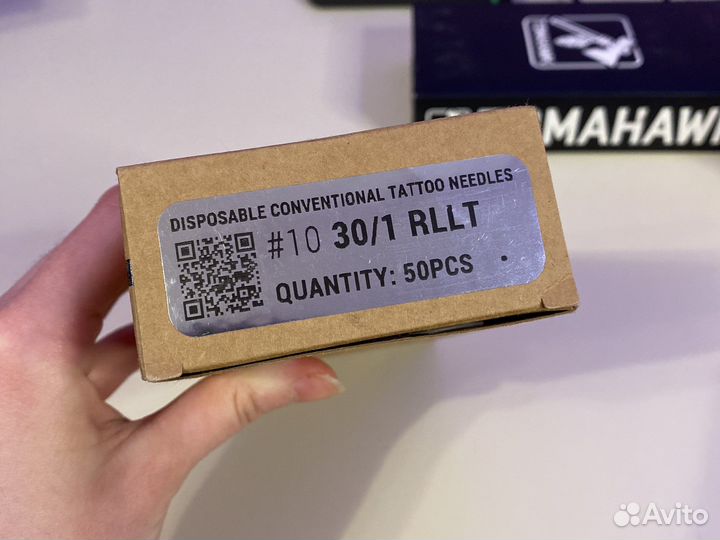 DISPOSABLE CONVENTIONAL TATTOO NEEDLES
#10 30/1 RLLT
QUANTITY: 50PCS
Avito